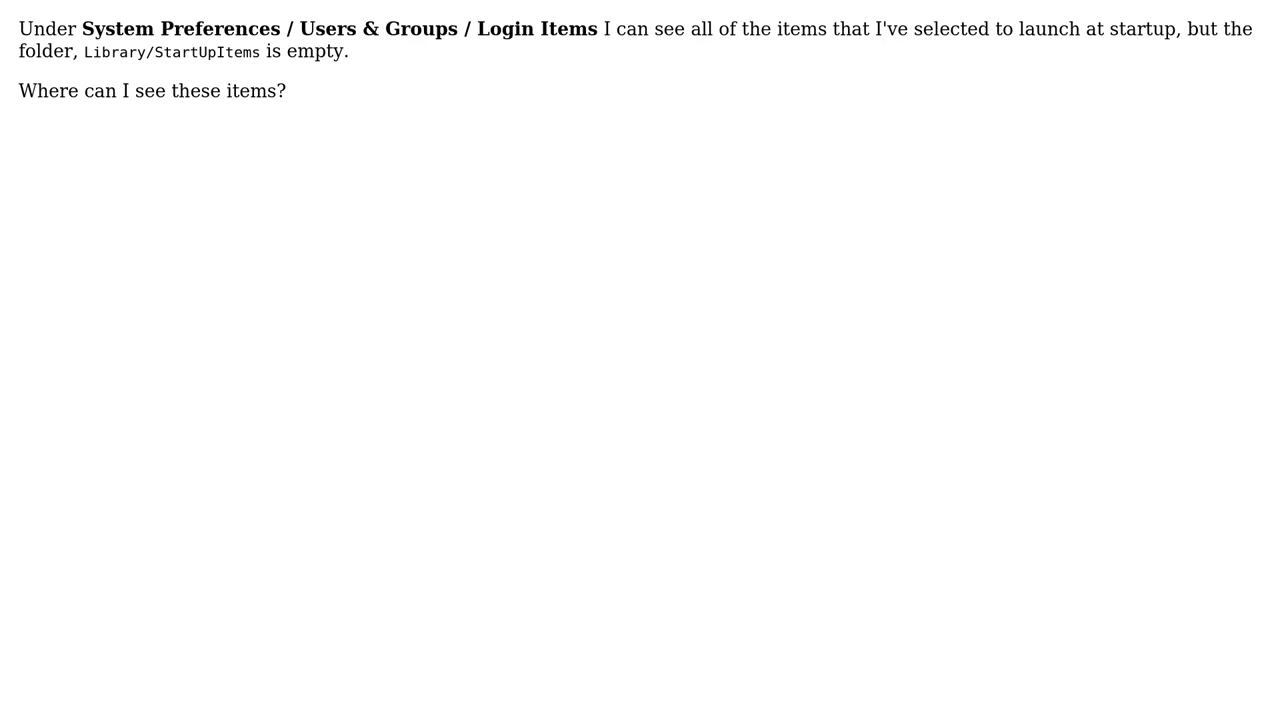 Under System Preferences / Users & Groups / Login Items I can see all of the items that I've selected to launch at startup, but the
folder, Library/StartUpItems is empty.
Where can I see these items?